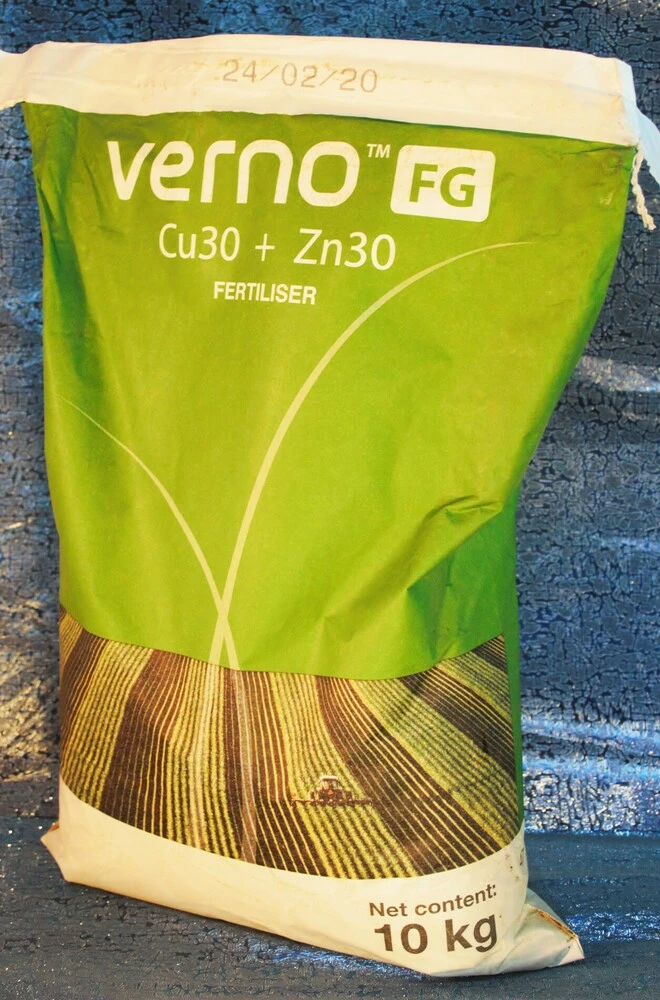 24/02/20
verno™ FG
Cu30 + Zn30
FERTILISER
Net content:
10 kg